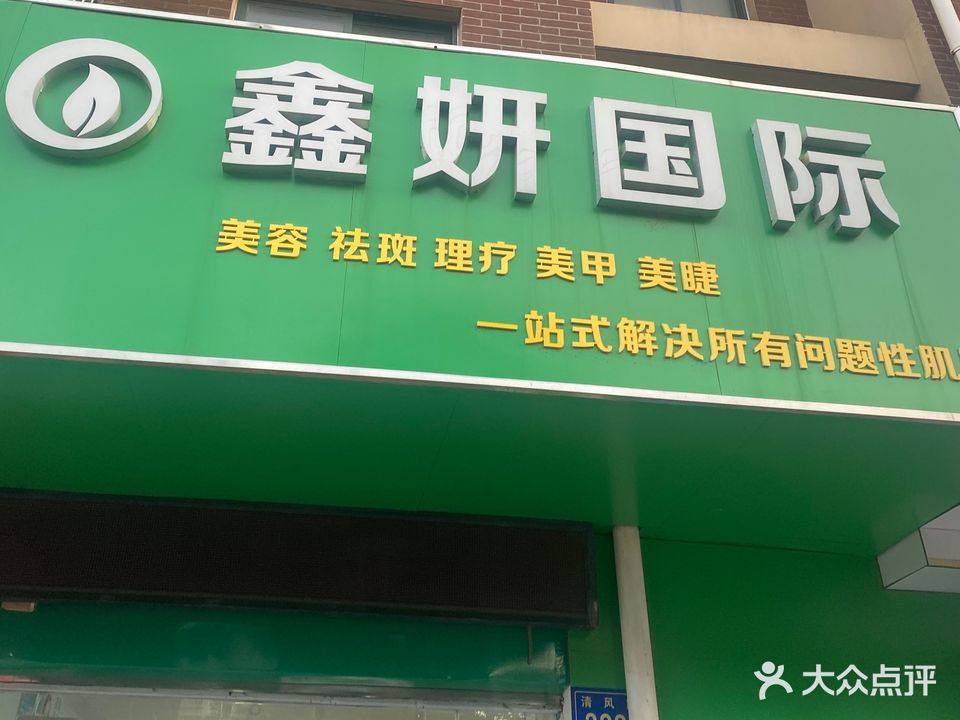 鑫妍国际
美容 祛斑 理疗 美甲 美睫
一站式解决所有问题性肌
清风
大众点评